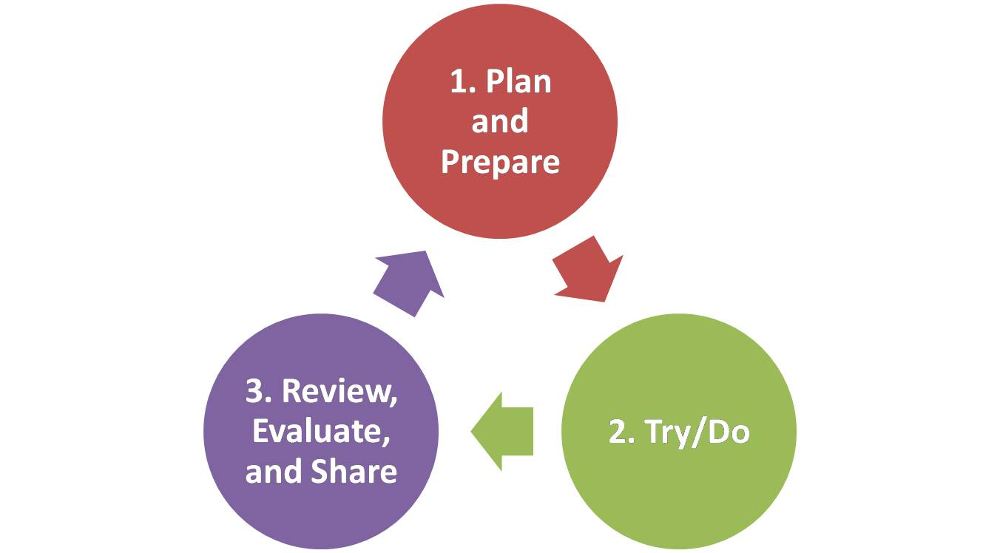 1. Plan
and
Prepare
2. Try/Do
3. Review,
Evaluate,
and Share